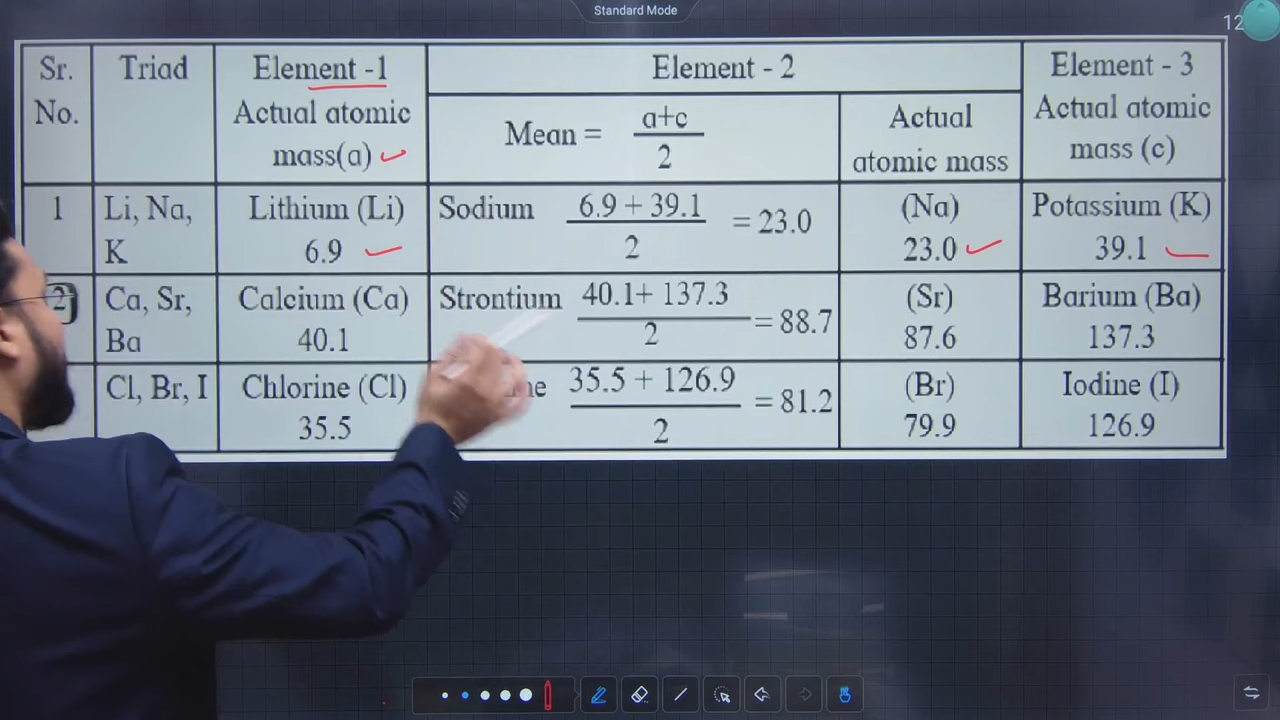 Standard Mode
12
Sr.
No.
Triad
Element -1
Actual atomic
mass(a)
Element - 2
Mean = a+c
2
Actual
atomic mass
Element - 3
Actual atomic
mass (c)
1
Li, Na,
K
Lithium (Li)
6.9
Sodium 6.9 + 39.1 = 23.0
2
(Na)
23.0
Potassium (K)
39.1
2
Ca, Sr,
Ba
Calcium (Ca)
40.1
Strontium 40.1+ 137.3 = 88.7
2
(Sr)
87.6
Barium (Ba)
137.3
Cl, Br, I
Chlorine (Cl)
35.5
35.5 + 126.9 = 81.2
2
(Br)
79.9
Iodine (I)
126.9